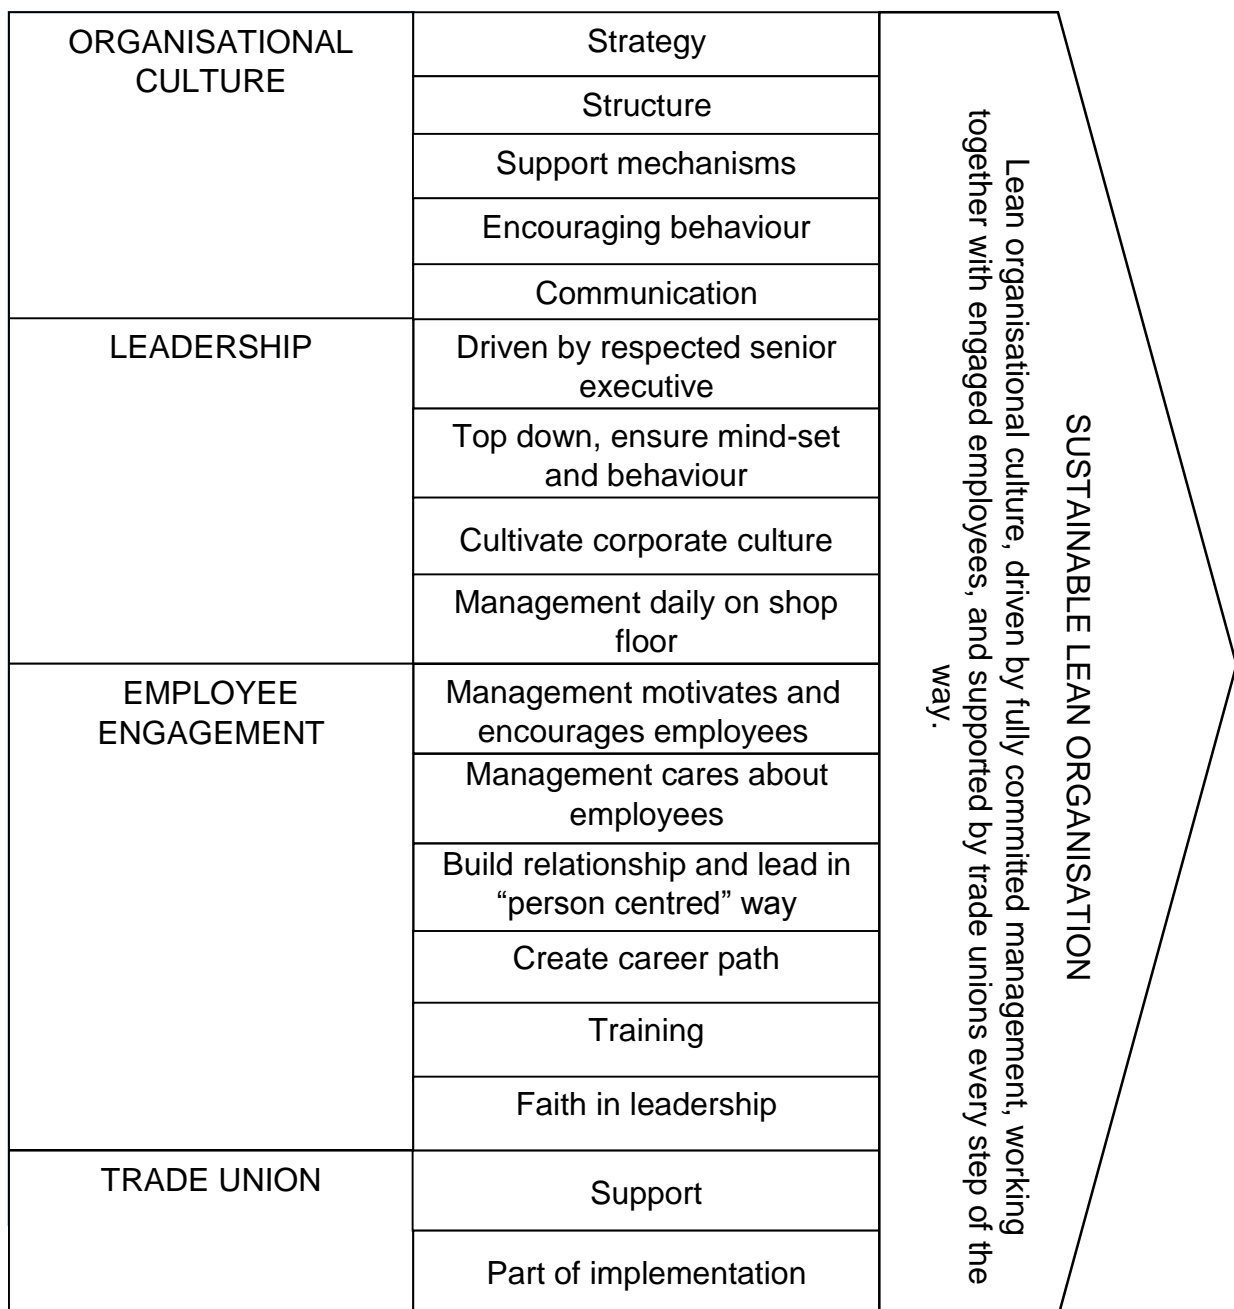 ORGANISATIONAL
CULTURE
Strategy
Structure
Support mechanisms
Encouraging behaviour
Communication
LEADERSHIP
Driven by respected senior
executive
Top down, ensure mind-set
and behaviour
Cultivate corporate culture
Management daily on shop
floor
EMPLOYEE
ENGAGEMENT
Management motivates and
encourages employees
Management cares about
employees
Build relationship and lead in
“person centred” way
Create career path
Training
Faith in leadership
TRADE UNION
Support
Part of implementation
SUSTAINABLE LEAN ORGANISATION
Lean organisational culture, driven by fully committed management, working
together with engaged employees, and supported by trade unions every step of the
way.